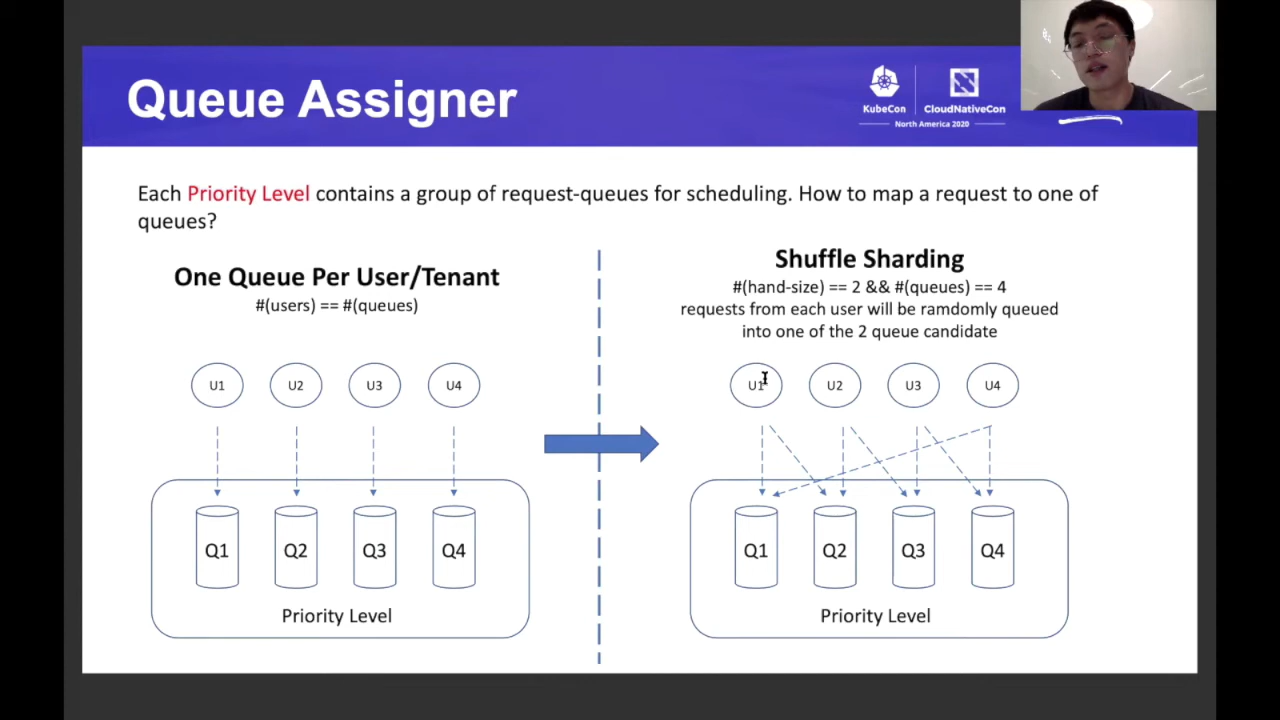 Queue Assigner
KubeCon
CloudNativeCon
North America 2020
Each Priority Level contains a group of request-queues for scheduling. How to map a request to one of
queues?
One Queue Per User/Tenant
#(users) == #(queues)
U1 U2 U3 U4
Q1 Q2 Q3 Q4
Priority Level
Shuffle Sharding
#(hand-size) == 2 && #(queues) == 4
requests from each user will be ramdomly queued
into one of the 2 queue candidate
U1 U2 U3 U4
Q1 Q2 Q3 Q4
Priority Level